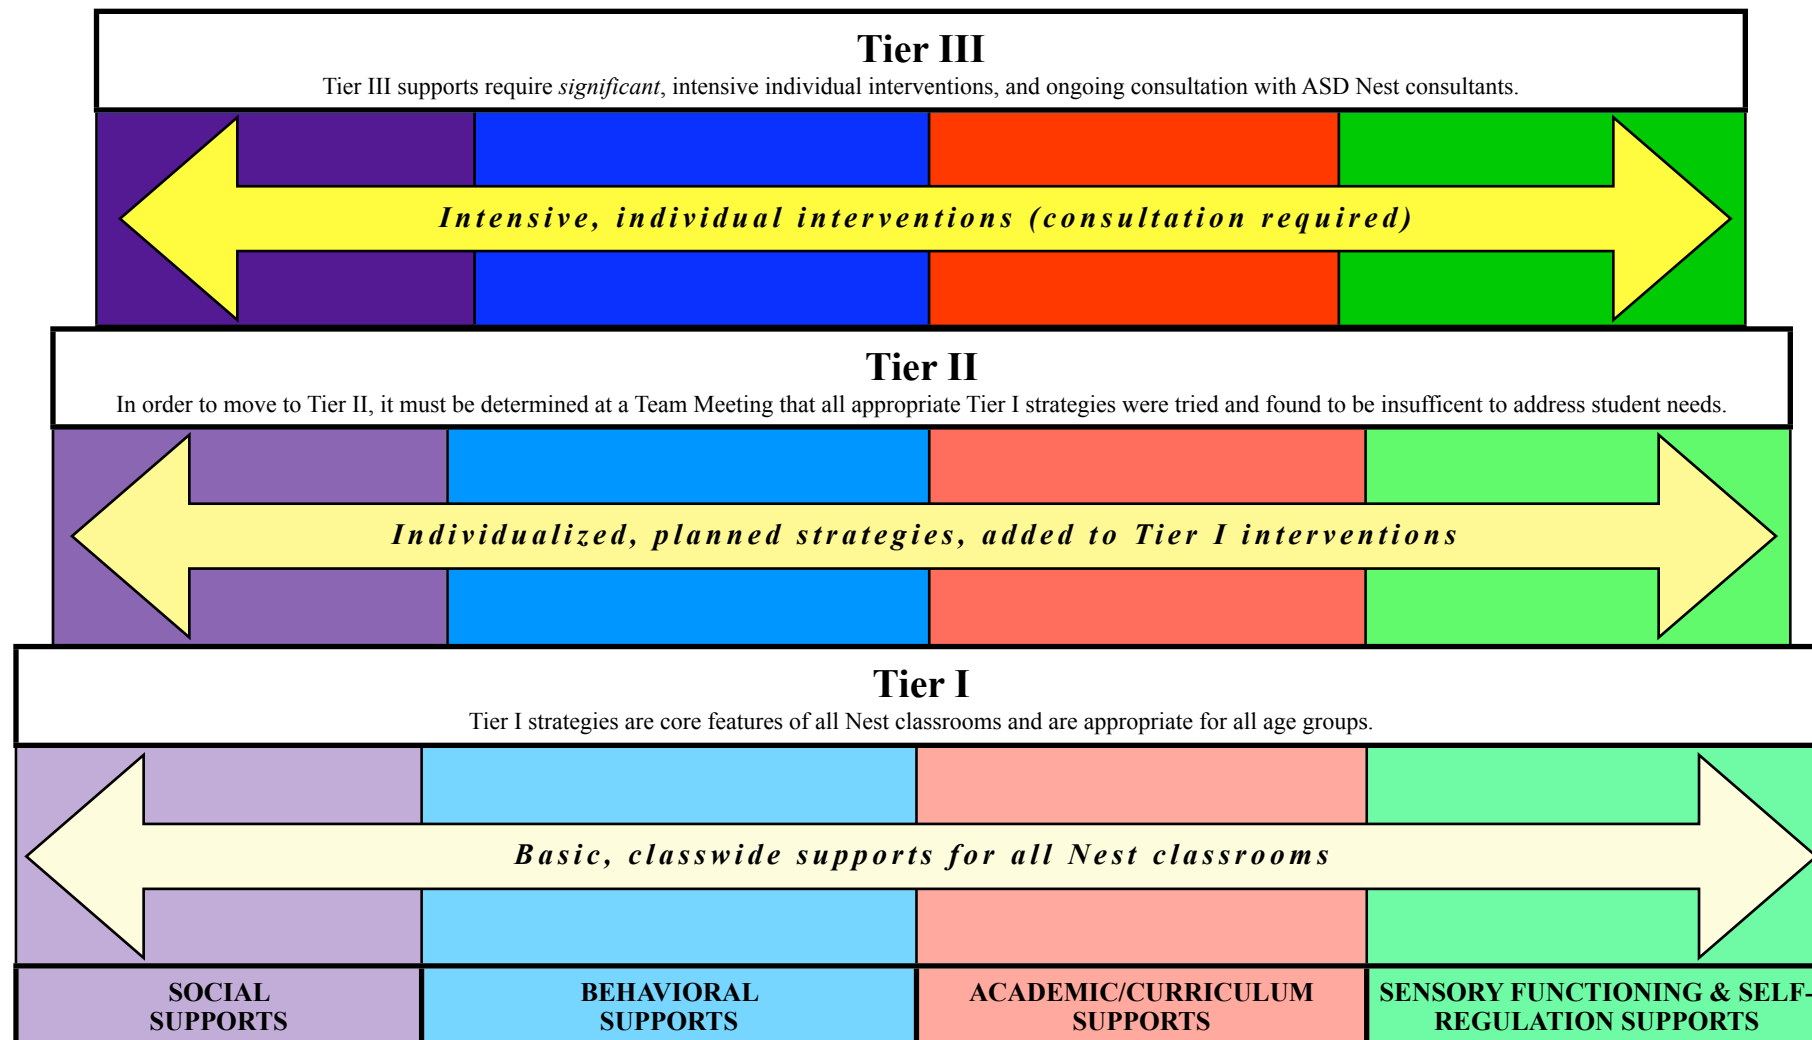 Tier III
Tier III supports require significant, intensive individual interventions, and ongoing consultation with ASD Nest consultants.
Intensive, individual interventions (consultation required)
Tier II
In order to move to Tier II, it must be determined at a Team Meeting that all appropriate Tier I strategies were tried and found to be insufficent to address student needs.
Individualized, planned strategies, added to Tier I interventions
Tier I
Tier I strategies are core features of all Nest classrooms and are appropriate for all age groups.
Basic, classwide supports for all Nest classrooms
SOCIAL
SUPPORTS
BEHAVIORAL
SUPPORTS
ACADEMIC/CURRICULUM
SUPPORTS
SENSORY FUNCTIONING & SELF-
REGULATION SUPPORTS